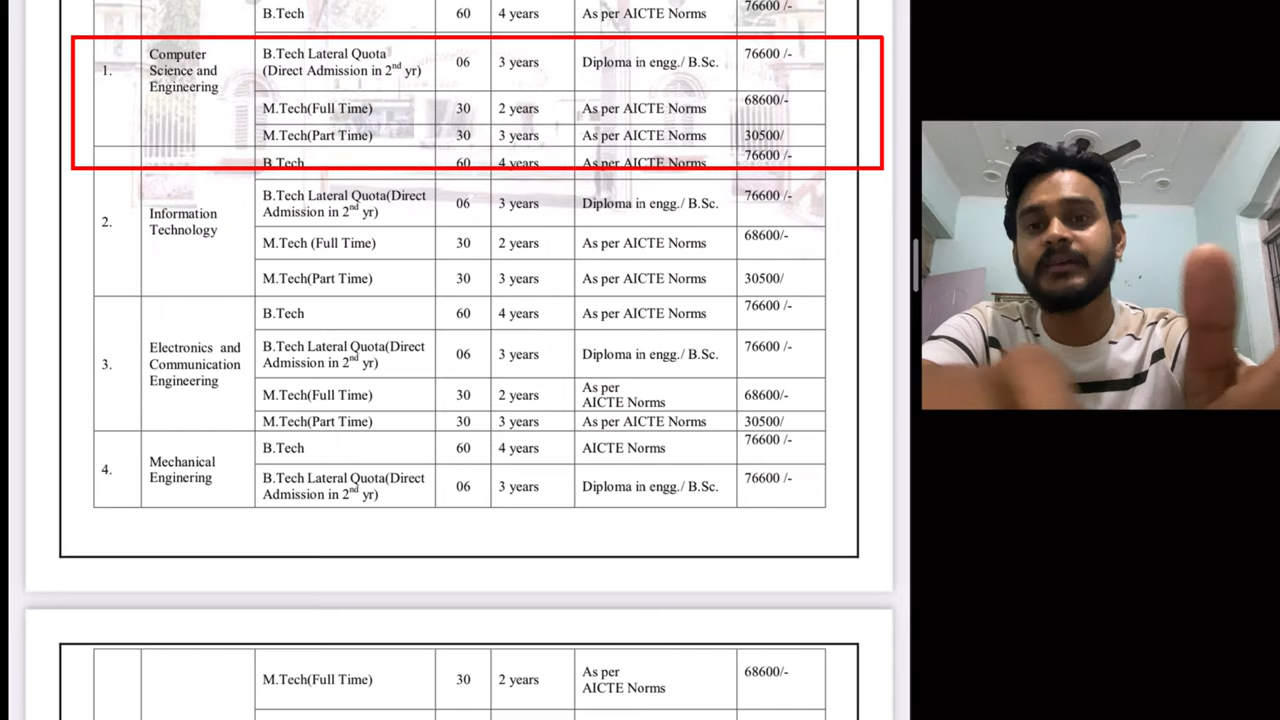 B.Tech 60 4 years As per AICTE Norms 76600 /-
1. Computer Science and Engineering
B.Tech Lateral Quota (Direct Admission in 2nd yr) 06 3 years Diploma in engg./ B.Sc. 76600 /-
M.Tech(Full Time) 30 2 years As per AICTE Norms 68600/-
M.Tech(Part Time) 30 3 years As per AICTE Norms 30500/
B.Tech 60 4 years As per AICTE Norms 76600 /-
2. Information Technology
B.Tech Lateral Quota(Direct Admission in 2nd yr) 06 3 years Diploma in engg./ B.Sc. 76600 /-
M.Tech (Full Time) 30 2 years As per AICTE Norms 68600/-
M.Tech(Part Time) 30 3 years As per AICTE Norms 30500/
3. Electronics and Communication Engineering
B.Tech 60 4 years As per AICTE Norms 76600 /-
B.Tech Lateral Quota(Direct Admission in 2nd yr) 06 3 years Diploma in engg./ B.Sc. 76600 /-
M.Tech(Full Time) 30 2 years As per AICTE Norms 68600/-
M.Tech(Part Time) 30 3 years As per AICTE Norms 30500/
4. Mechanical Enginering
B.Tech 60 4 years AICTE Norms 76600 /-
B.Tech Lateral Quota(Direct Admission in 2nd yr) 06 3 years Diploma in engg./ B.Sc. 76600 /-
M.Tech(Full Time) 30 2 years As per AICTE Norms 68600/-